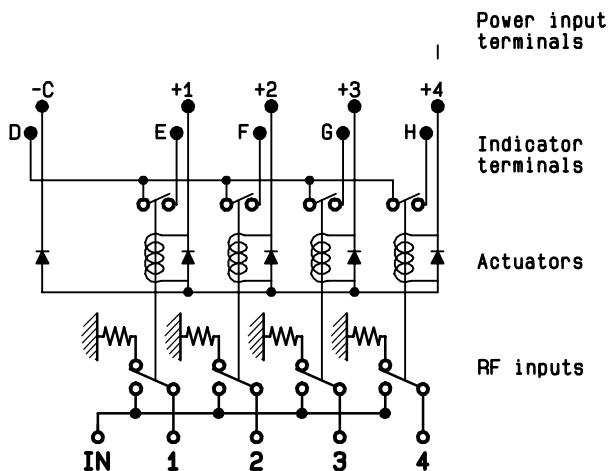 Power input
terminals
-C +1 +2 +3 +4
D E F G H
Indicator
terminals
Actuators
RF inputs
IN 1 2 3 4